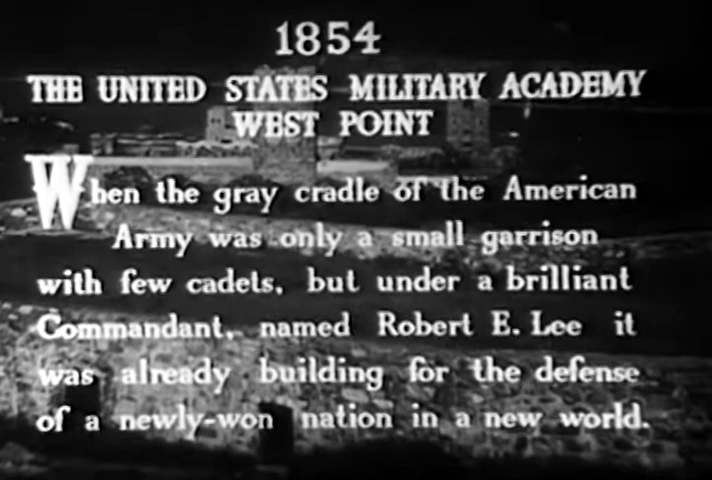 1854
THE UNITED STATES MILITARY ACADEMY
WEST POINT
When the gray cradle of the American
Army was only a small garrison
with few cadets, but under a brilliant
Commandant, named Robert E. Lee it
was already building for the defense
of a newly-won nation in a new world.